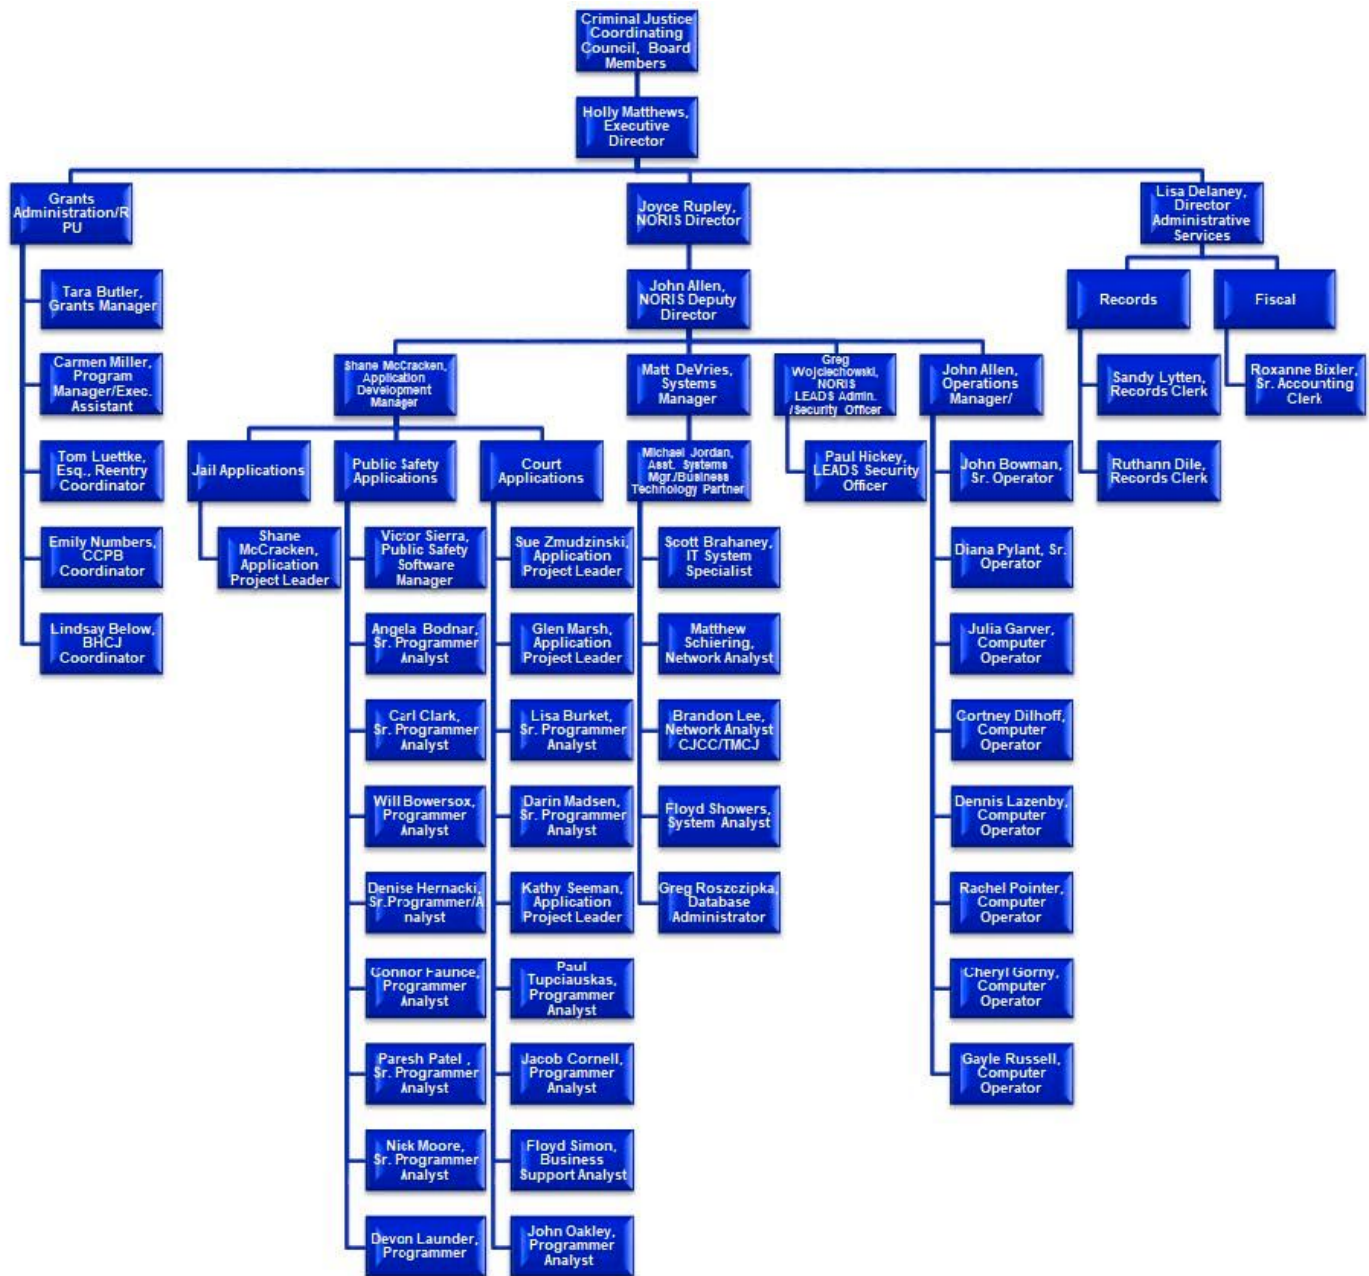 Criminal Justice
Coordinating
Council, Board
Members
Holly Matthews,
Executive
Director
Grants
Administration/R
PU
Joyce Rupley,
NORIS Director
Lisa Delaney,
Director
Administrative
Services
Tara Butler,
Grants Manager
John Allen,
NORIS Deputy
Director
Records
Fiscal
Carmen Miller,
Program
Manager/Exec.
Assistant
Shane McCracken,
Application
Development
Manager
Matt DeVries,
Systems
Manager
Greg
Wojciechowski,
NORIS
LEADS Admin.
/Security Officer
John Allen,
Operations
Manager/
Sandy Lytten,
Records Clerk
Roxanne Bixler,
Sr. Accounting
Clerk
Tom Luettke,
Esq., Reentry
Coordinator
Jail Applications
Public Safety
Applications
Court
Applications
Michael Jordan,
Asst. Systems
Mgr./Business
Technology Partner
Paul Hickey,
LEADS Security
Officer
John Bowman,
Sr. Operator
Ruthann Dile,
Records Clerk
Emily Numbers,
CCPB
Coordinator
Shane
McCracken,
Application
Project Leader
Victor Sierra,
Public Safety
Software
Manager
Sue Zmudzinski,
Application
Project Leader
Scott Brahaney,
IT System
Specialist
Diana Pylant, Sr.
Operator
Lindsay Below,
BHCJ
Coordinator
Angela Bodnar,
Sr. Programmer
Analyst
Glen Marsh,
Application
Project Leader
Matthew
Schiering,
Network Analyst
Julia Garver,
Computer
Operator
Carl Clark,
Sr. Programmer
Analyst
Lisa Burket,
Sr. Programmer
Analyst
Brandon Lee,
Network Analyst
CJCC/TMCJ
Cortney Dilhoff,
Computer
Operator
Will Bowersox,
Programmer
Analyst
Darin Madsen,
Sr. Programmer
Analyst
Floyd Showers,
System Analyst
Dennis Lazenby,
Computer
Operator
Denise Hernacki,
Sr.Programmer/A
nalyst
Kathy Seeman,
Application
Project Leader
Greg Roszczipka,
Database
Administrator
Rachel Pointer,
Computer
Operator
Connor Faunce,
Programmer
Analyst
Paul
Tupciauskas,
Programmer
Analyst
Cheryl Gorny,
Computer
Operator
Paresh Patel ,
Sr. Programmer
Analyst
Jacob Cornell,
Programmer
Analyst
Gayle Russell,
Computer
Operator
Nick Moore,
Sr. Programmer
Analyst
Floyd Simon,
Business
Support Analyst
Devon Launder,
Programmer
John Oakley,
Programmer
Analyst